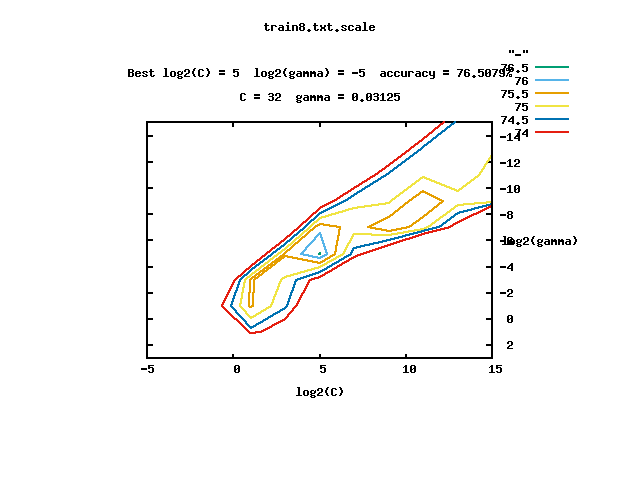 train8.txt.scale
"-"
Best log2(C) = 5 log2(gamma) = -5 accuracy = 76.5079%
76.5
76
75.5
75
74.5
74
C = 32 gamma = 0.03125
-14
-12
-10
-8
-6
log2(gamma)
-4
-2
0
2
-5 0 5 10 15
log2(C)